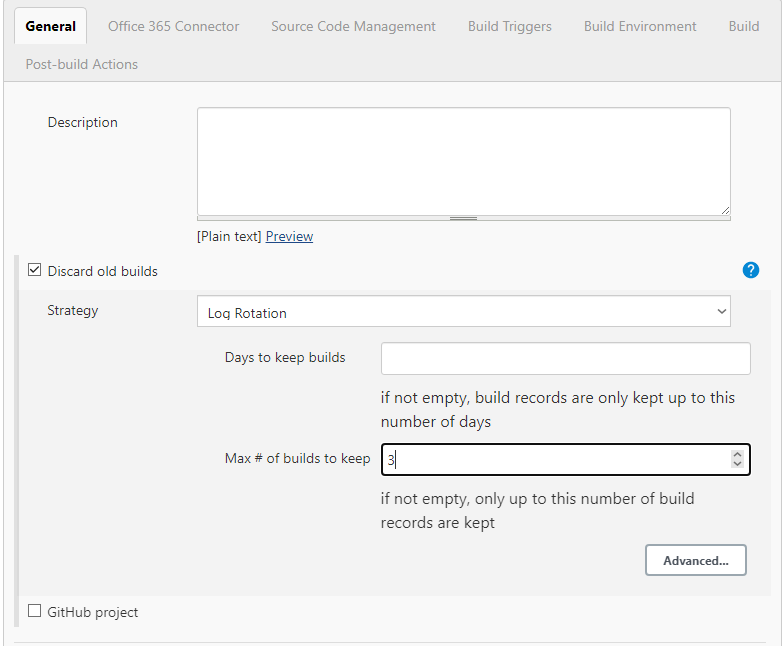 General Office 365 Connector Source Code Management Build Triggers Build Environment Build
Post-build Actions
Description
[Plain text] Preview
Discard old builds
?
Strategy
Log Rotation
Days to keep builds
if not empty, build records are only kept up to this
number of days
Max # of builds to keep
3
if not empty, only up to this number of build
records are kept
Advanced...
GitHub project